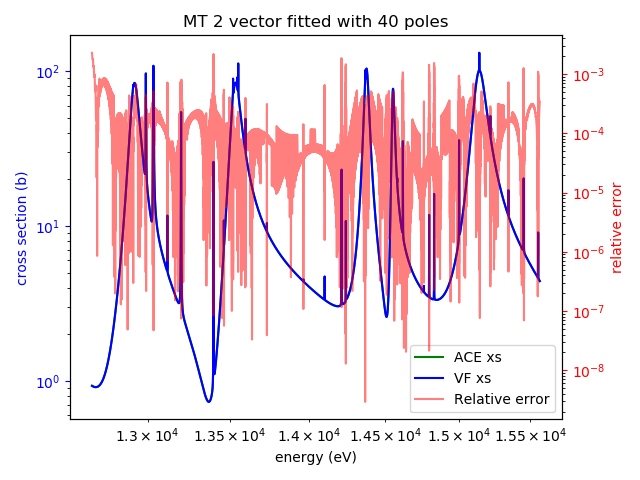 MT 2 vector fitted with 40 poles
cross section (b)
10²
10¹
10⁰
relative error
10⁻³
10⁻⁴
10⁻⁵
10⁻⁶
10⁻⁷
10⁻⁸
ACE xs
VF xs
Relative error
1.3 × 10⁴ 1.35 × 10⁴ 1.4 × 10⁴ 1.45 × 10⁴ 1.5 × 10⁴ 1.55 × 10⁴
energy (eV)